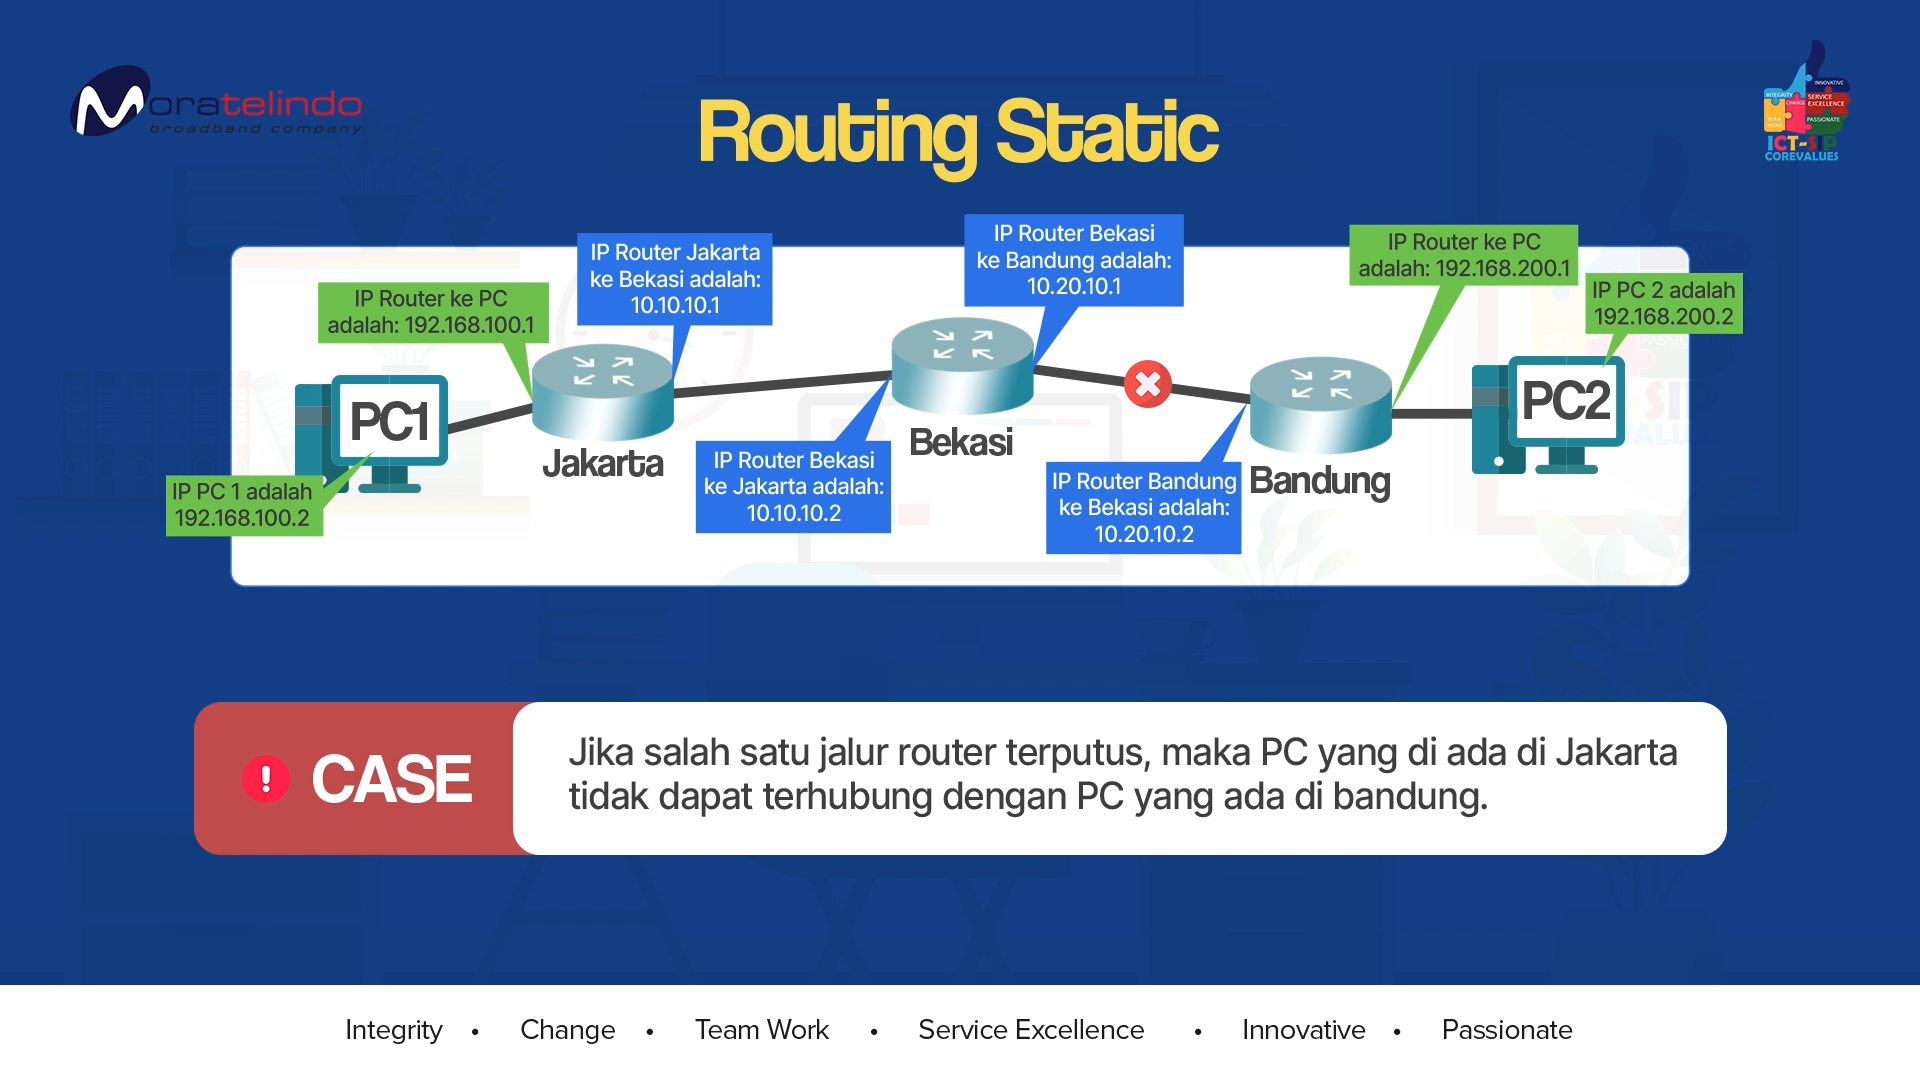 Moratelindo
broadband company
Routing Static
INNOVATIVE
INTEGRITY
CHANGE
SERVICE
EXCELLENCE
TEAM
WORK
PASSIONATE
ICT-SIP
COREVALUES
IP Router ke PC
adalah: 192.168.100.1
IP Router Jakarta
ke Bekasi adalah:
10.10.10.1
IP Router Bekasi
ke Bandung adalah:
10.20.10.1
IP Router ke PC
adalah: 192.168.200.1
IP PC 2 adalah
192.168.200.2
PC1
Jakarta
Bekasi
Bandung
PC2
IP PC 1 adalah
192.168.100.2
IP Router Bekasi
ke Jakarta adalah:
10.10.10.2
IP Router Bandung
ke Bekasi adalah:
10.20.10.2
CASE
Jika salah satu jalur router terputus, maka PC yang di ada di Jakarta
tidak dapat terhubung dengan PC yang ada di bandung.
Integrity • Change • Team Work • Service Excellence • Innovative • Passionate